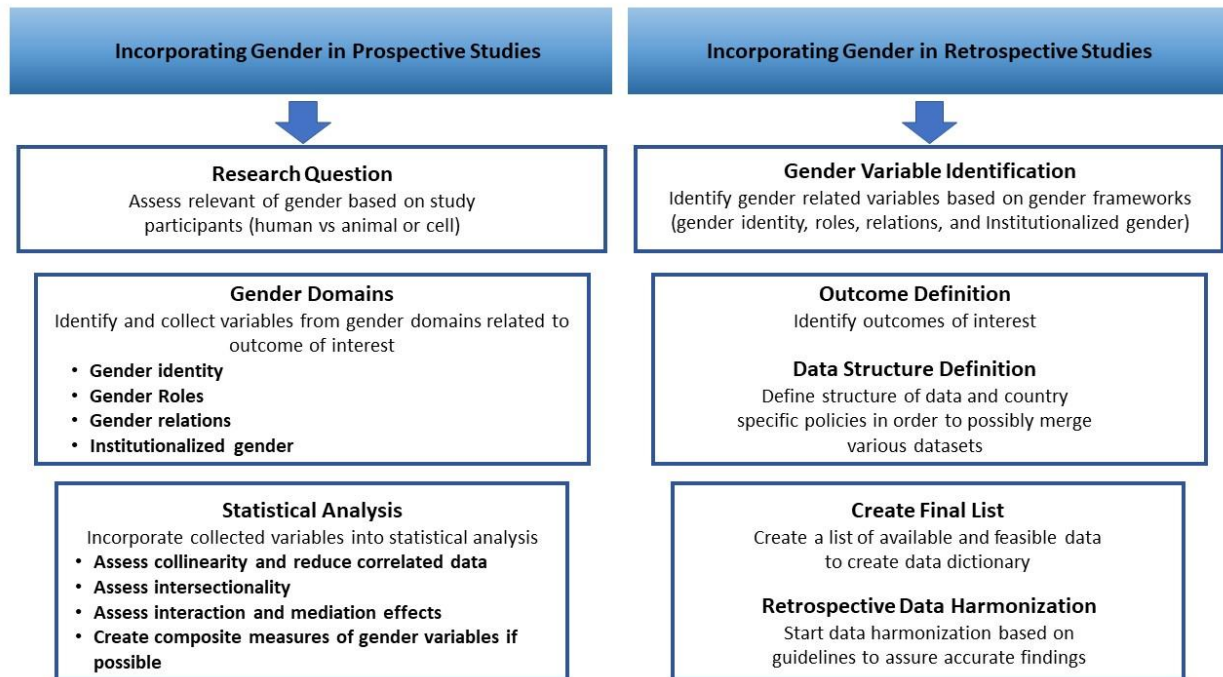 Incorporating Gender in Prospective Studies
Research Question
Assess relevant of gender based on study
participants (human vs animal or cell)
Gender Domains
Identify and collect variables from gender domains related to
outcome of interest
• Gender identity
• Gender Roles
• Gender relations
• Institutionalized gender
Statistical Analysis
Incorporate collected variables into statistical analysis
• Assess collinearity and reduce correlated data
• Assess intersectionality
• Assess interaction and mediation effects
• Create composite measures of gender variables if
possible
Incorporating Gender in Retrospective Studies
Gender Variable Identification
Identify gender related variables based on gender frameworks
(gender identity, roles, relations, and Institutionalized gender)
Outcome Definition
Identify outcomes of interest
Data Structure Definition
Define structure of data and country
specific policies in order to possibly merge
various datasets
Create Final List
Create a list of available and feasible data
to create data dictionary
Retrospective Data Harmonization
Start data harmonization based on
guidelines to assure accurate findings